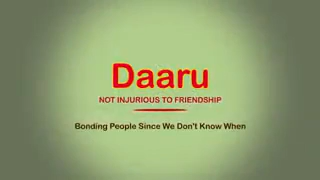 Daaru
NOT INJURIOUS TO FRIENDSHIP
Bonding People Since We Don't Know When